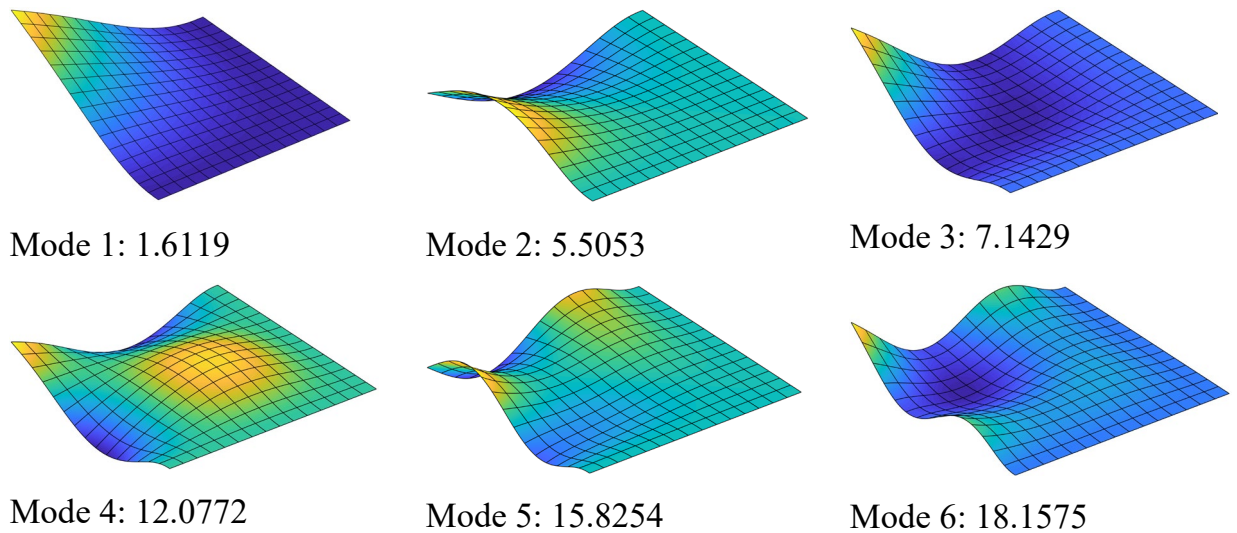 Mode 1: 1.6119
Mode 2: 5.5053
Mode 3: 7.1429
Mode 4: 12.0772
Mode 5: 15.8254
Mode 6: 18.1575